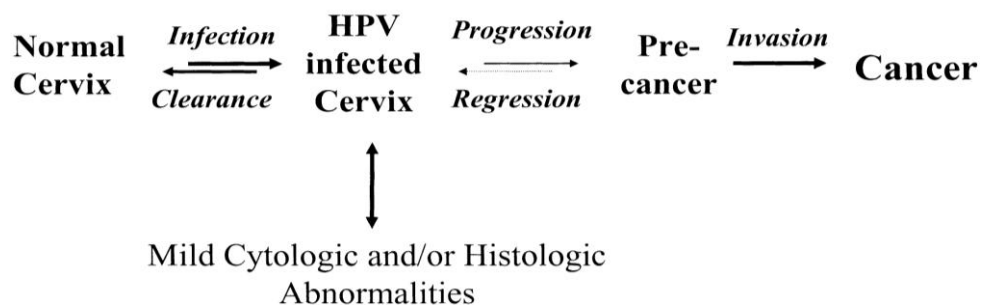 Normal
Cervix
Infection
Clearance
HPV
infected
Cervix
Progression
Regression
Pre-
cancer
Invasion
Cancer
Mild Cytologic and/or Histologic
Abnormalities